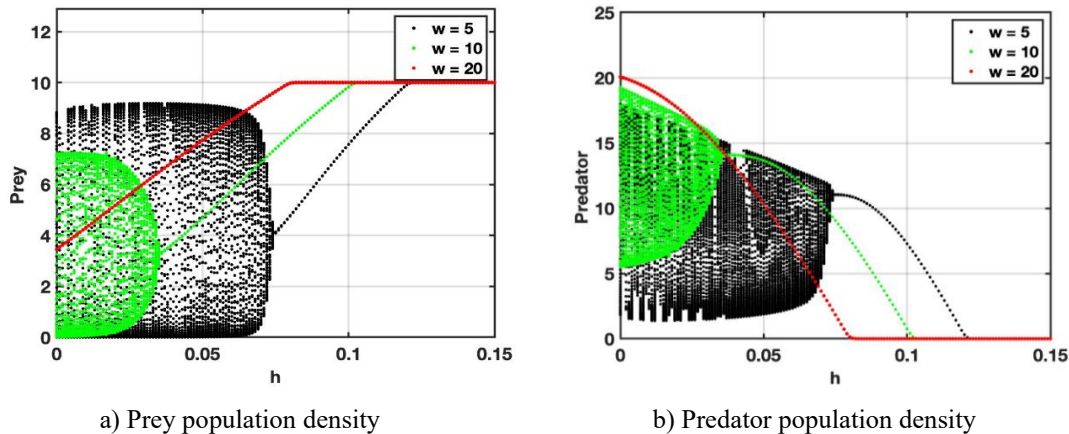 12
10
8
6
4
2
0
Prey
0
0.05
0.1
0.15
h
w = 5
w = 10
w = 20
25
20
15
10
5
0
Predator
0
0.05
0.1
0.15
h
w = 5
w = 10
w = 20
a) Prey population density
b) Predator population density